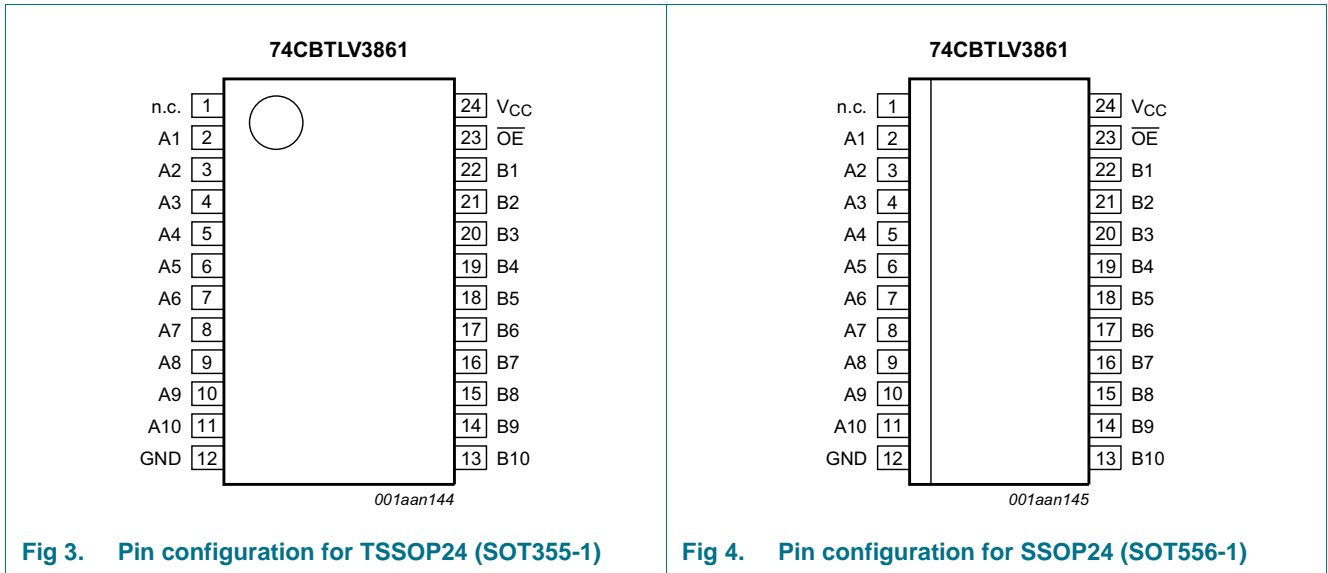 74CBTLV3861
n.c. 1 24 VCC
A1 2 23 OE
A2 3 22 B1
A3 4 21 B2
A4 5 20 B3
A5 6 19 B4
A6 7 18 B5
A7 8 17 B6
A8 9 16 B7
A9 10 15 B8
A10 11 14 B9
GND 12 13 B10
001aan144
Fig 3. Pin configuration for TSSOP24 (SOT355-1)
74CBTLV3861
n.c. 1 24 VCC
A1 2 23 OE
A2 3 22 B1
A3 4 21 B2
A4 5 20 B3
A5 6 19 B4
A6 7 18 B5
A7 8 17 B6
A8 9 16 B7
A9 10 15 B8
A10 11 14 B9
GND 12 13 B10
001aan145
Fig 4. Pin configuration for SSOP24 (SOT556-1)